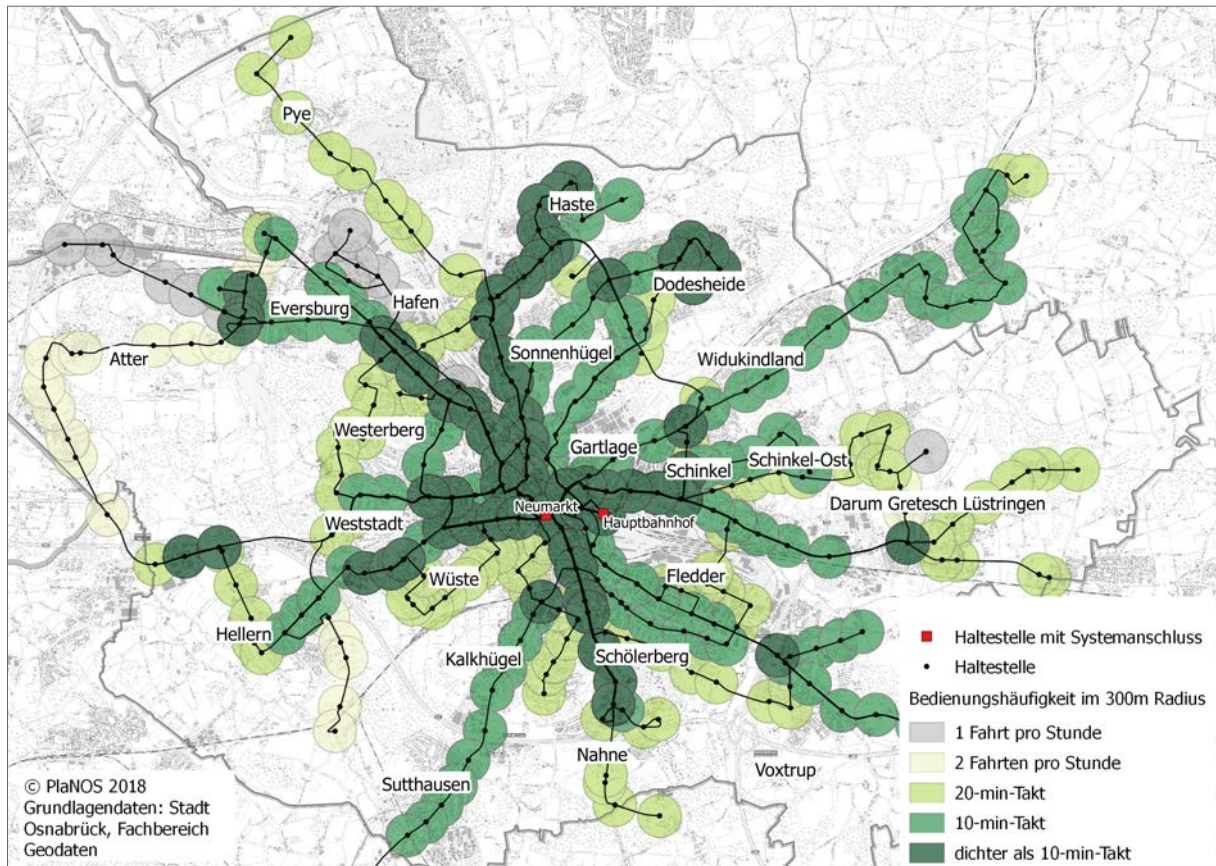 Pye
Haste
Dodesheide
Hafen
Eversburg
Atter
Sonnenhügel
Widukindland
Westerberg
Gartlage
Schinkel
Schinkel-Ost
Neumarkt
Hauptbahnhof
Darum Gretesch Lüstringen
Weststadt
Wüste
Fledder
Hellern
Kalkhügel
Schölerberg
Nahne
Voxtrup
Sutthausen
Haltestelle mit Systemanschluss
Haltestelle
Bedienungshäufigkeit im 300m Radius
1 Fahrt pro Stunde
2 Fahrten pro Stunde
20-min-Takt
10-min-Takt
dichter als 10-min-Takt
© PlaNOS 2018
Grundlagendaten: Stadt
Osnabrück, Fachbereich
Geodaten